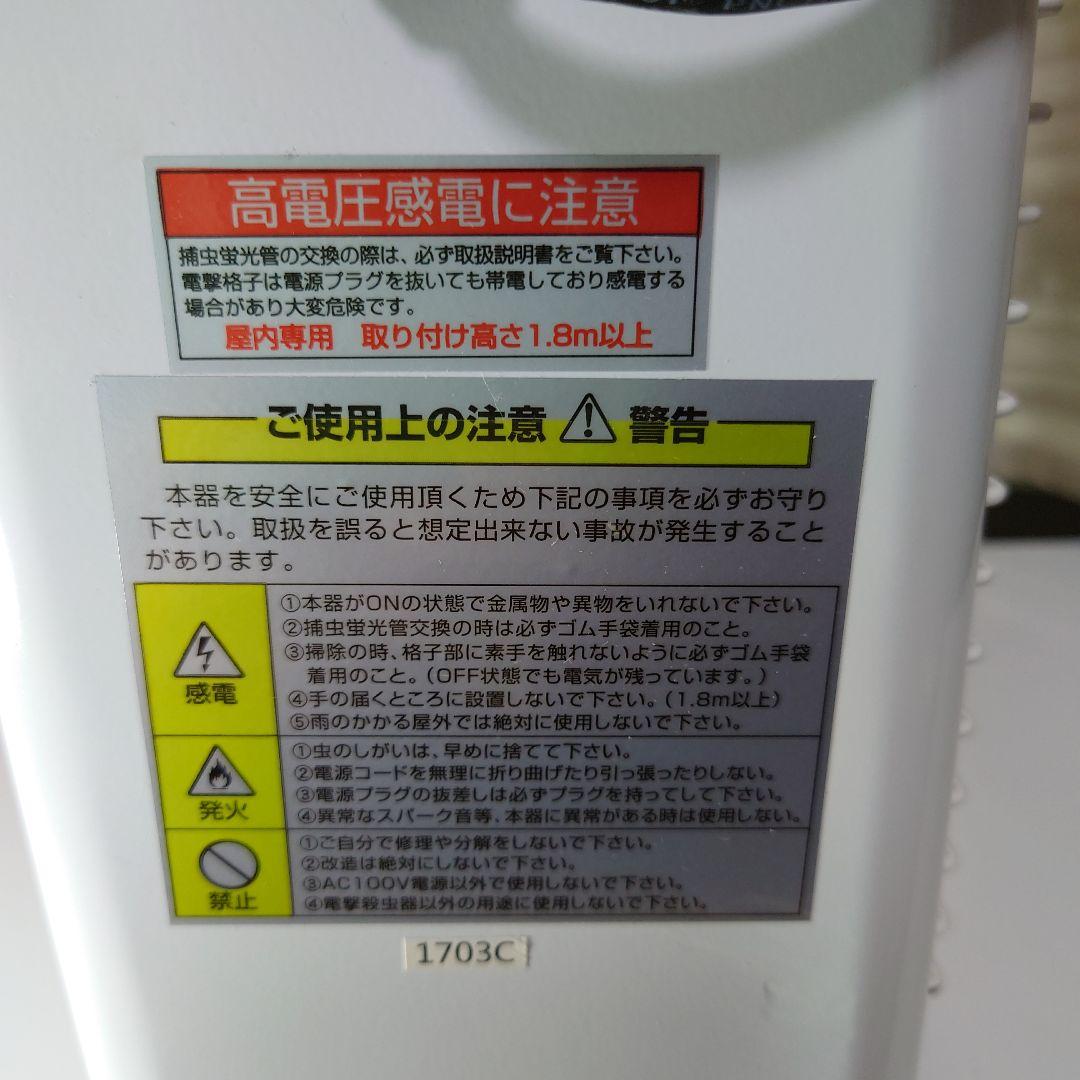 高電圧感電に注意
捕虫蛍光管の交換の際は、必ず取扱説明書をご覧下さい。
電撃格子は電源プラグを抜いても帯電しており感電する
場合があり大変危険です。
屋内専用 取り付け高さ1.8m以上
ご使用上の注意 警告
本器を安全にご使用頂くため下記の事項を必ずお守り
下さい。取扱を誤ると想定出来ない事故が発生すること
があります。
感電
①本器がONの状態で金属物や異物をいれないで下さい。
②捕虫蛍光管交換の時は必ずゴム手袋着用のこと。
③掃除の時、格子部に素手を触れないように必ずゴム手袋
着用のこと。(OFF状態でも電気が残っています。)
④手の届くところに設置しないで下さい。(1.8m以上)
⑤雨のかかる屋外では絶対に使用しないで下さい。
発火
①虫のしがいは、早めに捨てて下さい。
②電源コードを無理に折り曲げたり引っ張ったりしない。
③電源プラグの抜差しは必ずプラグを持ってして下さい。
④異常なスパーク音等、本器に異常がある時は使用しない。
禁止
①ご自分で修理や分解をしないで下さい。
②改造は絶対にしないで下さい。
③AC100V電源以外で使用しないで下さい。
④電撃殺虫器以外の用途に使用しないで下さい。
1703C